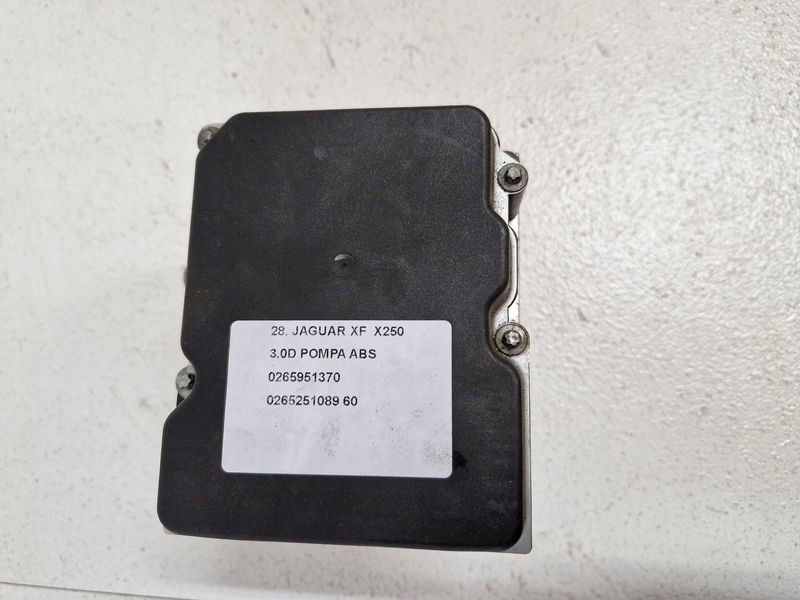 28. JAGUAR XF X250
3.0D POMPA ABS
0265951370
0265251089 60